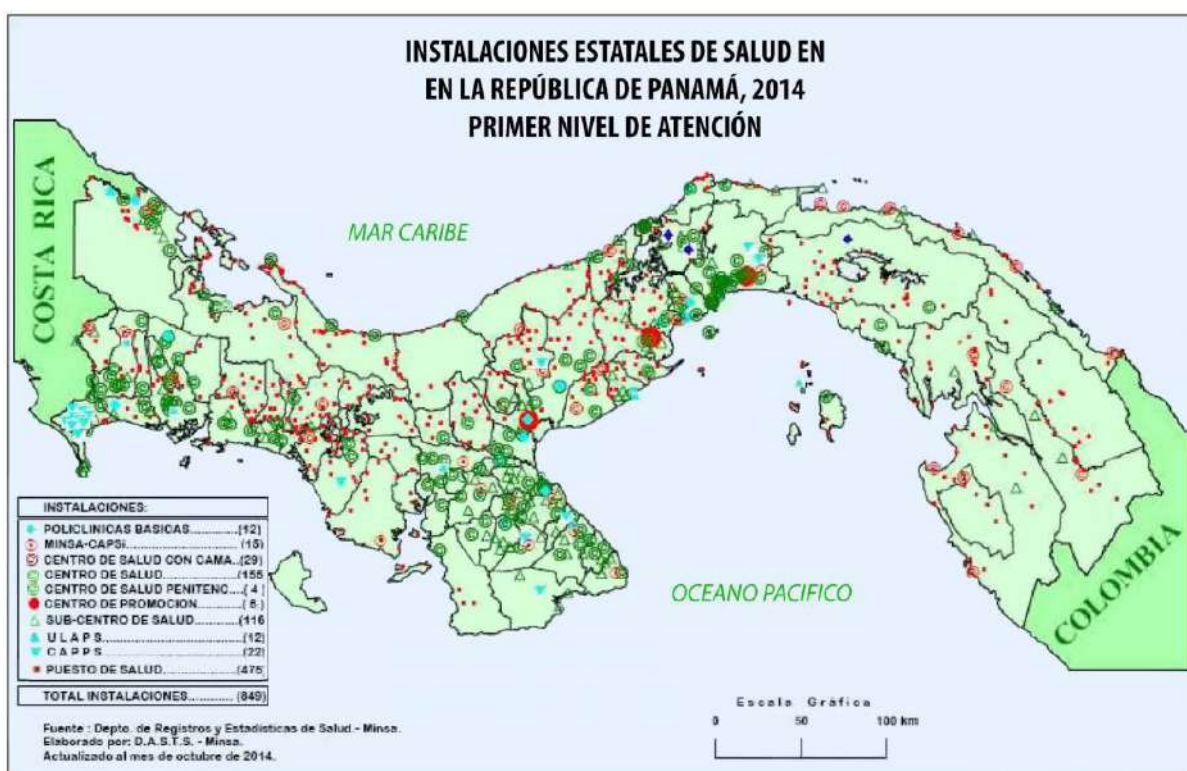 INSTALACIONES ESTATALES DE SALUD EN
EN LA REPÚBLICA DE PANAMÁ, 2014
PRIMER NIVEL DE ATENCIÓN
COSTA RICA
MAR CARIBE
OCEANO PACIFICO
COLOMBIA
INSTALACIONES:
POLICLINICAS BASICAS.............(12)
MINSA-CAPSi.......................(15)
CENTRO DE SALUD CON CAMA..(29)
CENTRO DE SALUD..................(155
CENTRO DE SALUD PENITENC..( 4 )
CENTRO DE PROMOCION..........
SUB-CENTRO DE SALUD..........(116
U L A P S............................(12)
C A P P S............................(22)
PUESTO DE SALUD..................(475)
TOTAL INSTALACIONES............ (849)
Fuente : Depto. de Registros y Estadísticas de Salud - Minsa.
Elaborado por: D.A.S.T.S. - Minsa.
Actualizado al mes de octubre de 2014.
Escala Gráfica
0 50 100 km